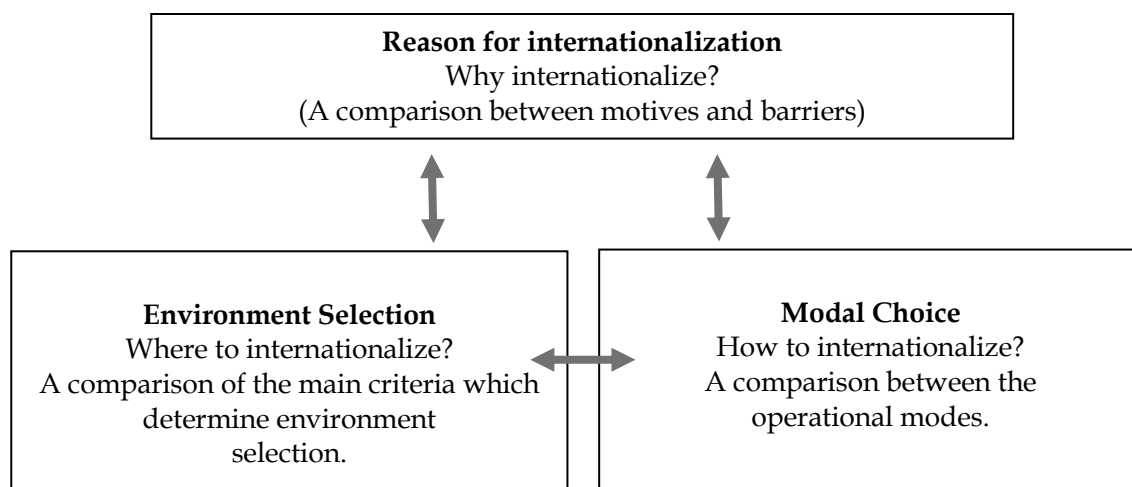 Reason for internationalization
Why internationalize?
(A comparison between motives and barriers)
Environment Selection
Where to internationalize?
A comparison of the main criteria which
determine environment
selection.
Modal Choice
How to internationalize?
A comparison between the
operational modes.